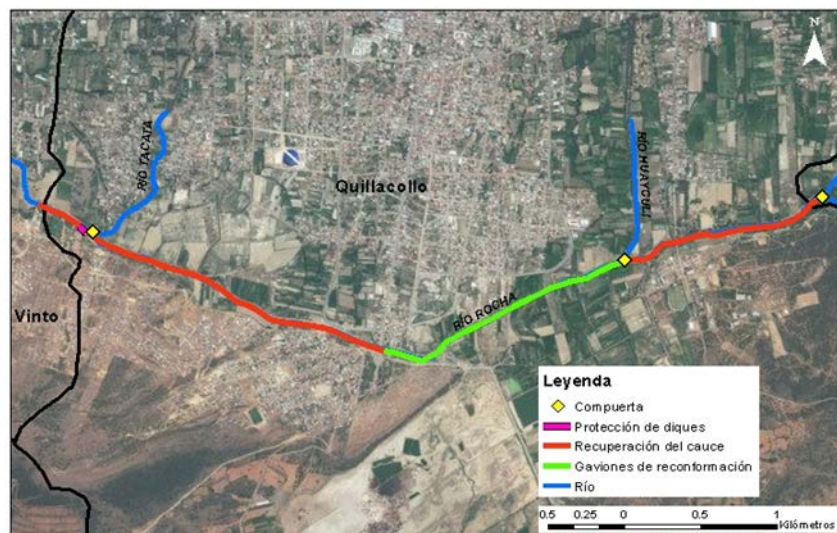 N
RÍO TACATA
RÍO HUAYCULI
Quillacollo
Vinto
RÍO ROCHA
Leyenda
Compuerta
Protección de diques
Recuperación del cauce
Gaviones de reconformación
Río
0.5 0.25 0 0.5 1
Kilómetros